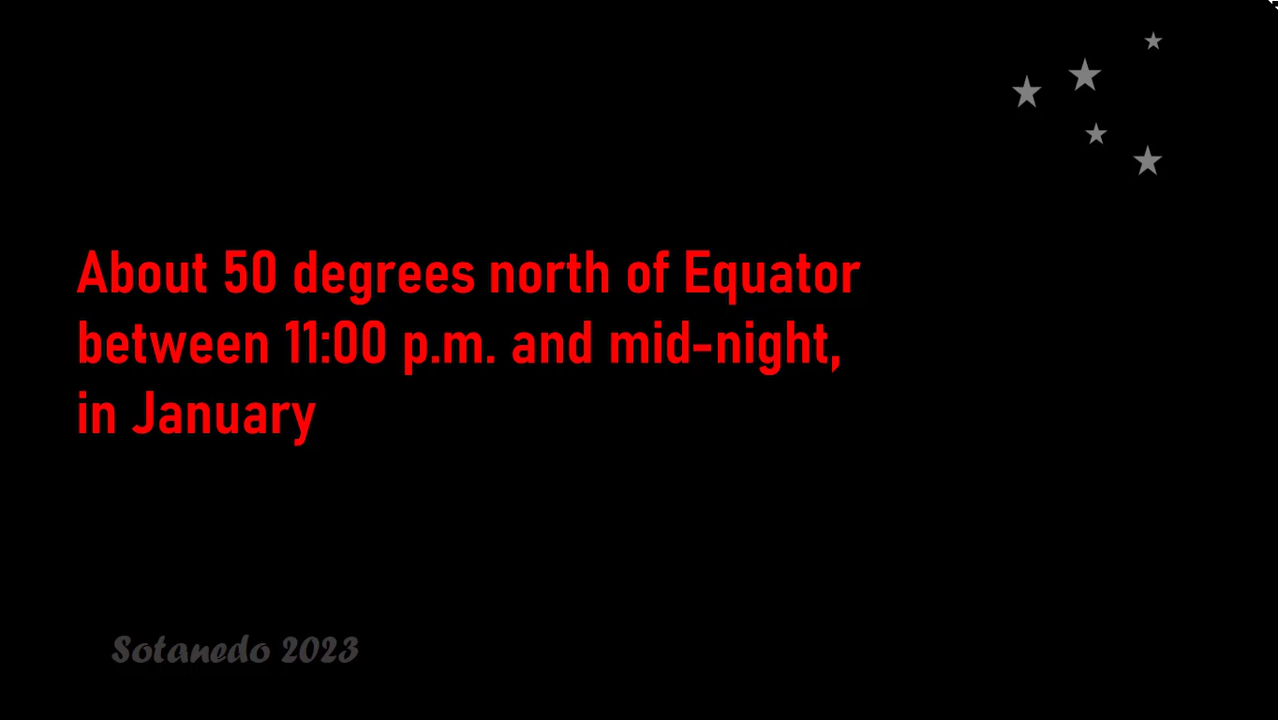 About 50 degrees north of Equator
between 11:00 p.m. and mid-night,
in January
Sotanedo 2023